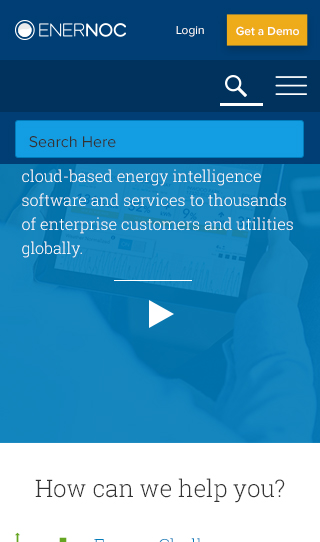 ENERNOC
Login
Get a Demo
Search Here
cloud-based energy intelligence
software and services to thousands
of enterprise customers and utilities
globally.
How can we help you?